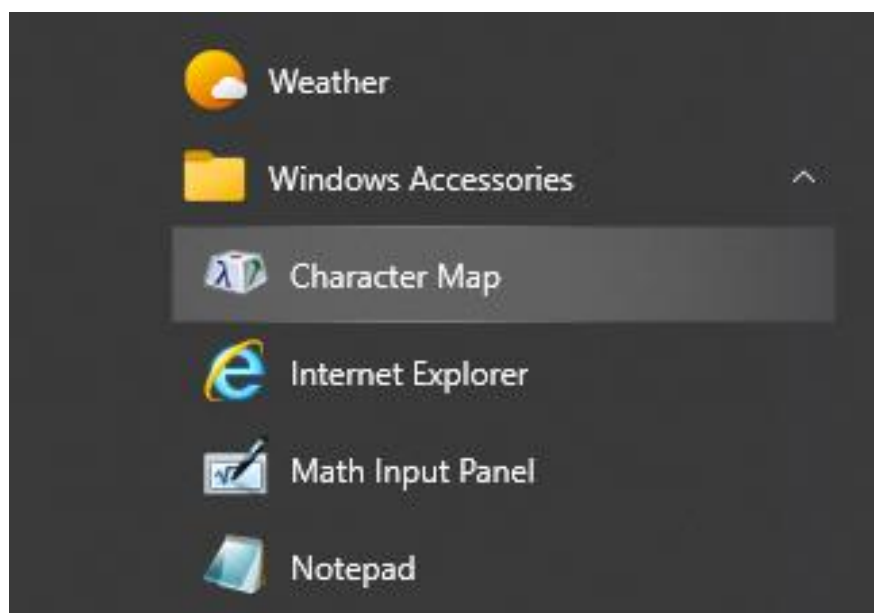 Weather
Windows Accessories
Character Map
Internet Explorer
Math Input Panel
Notepad